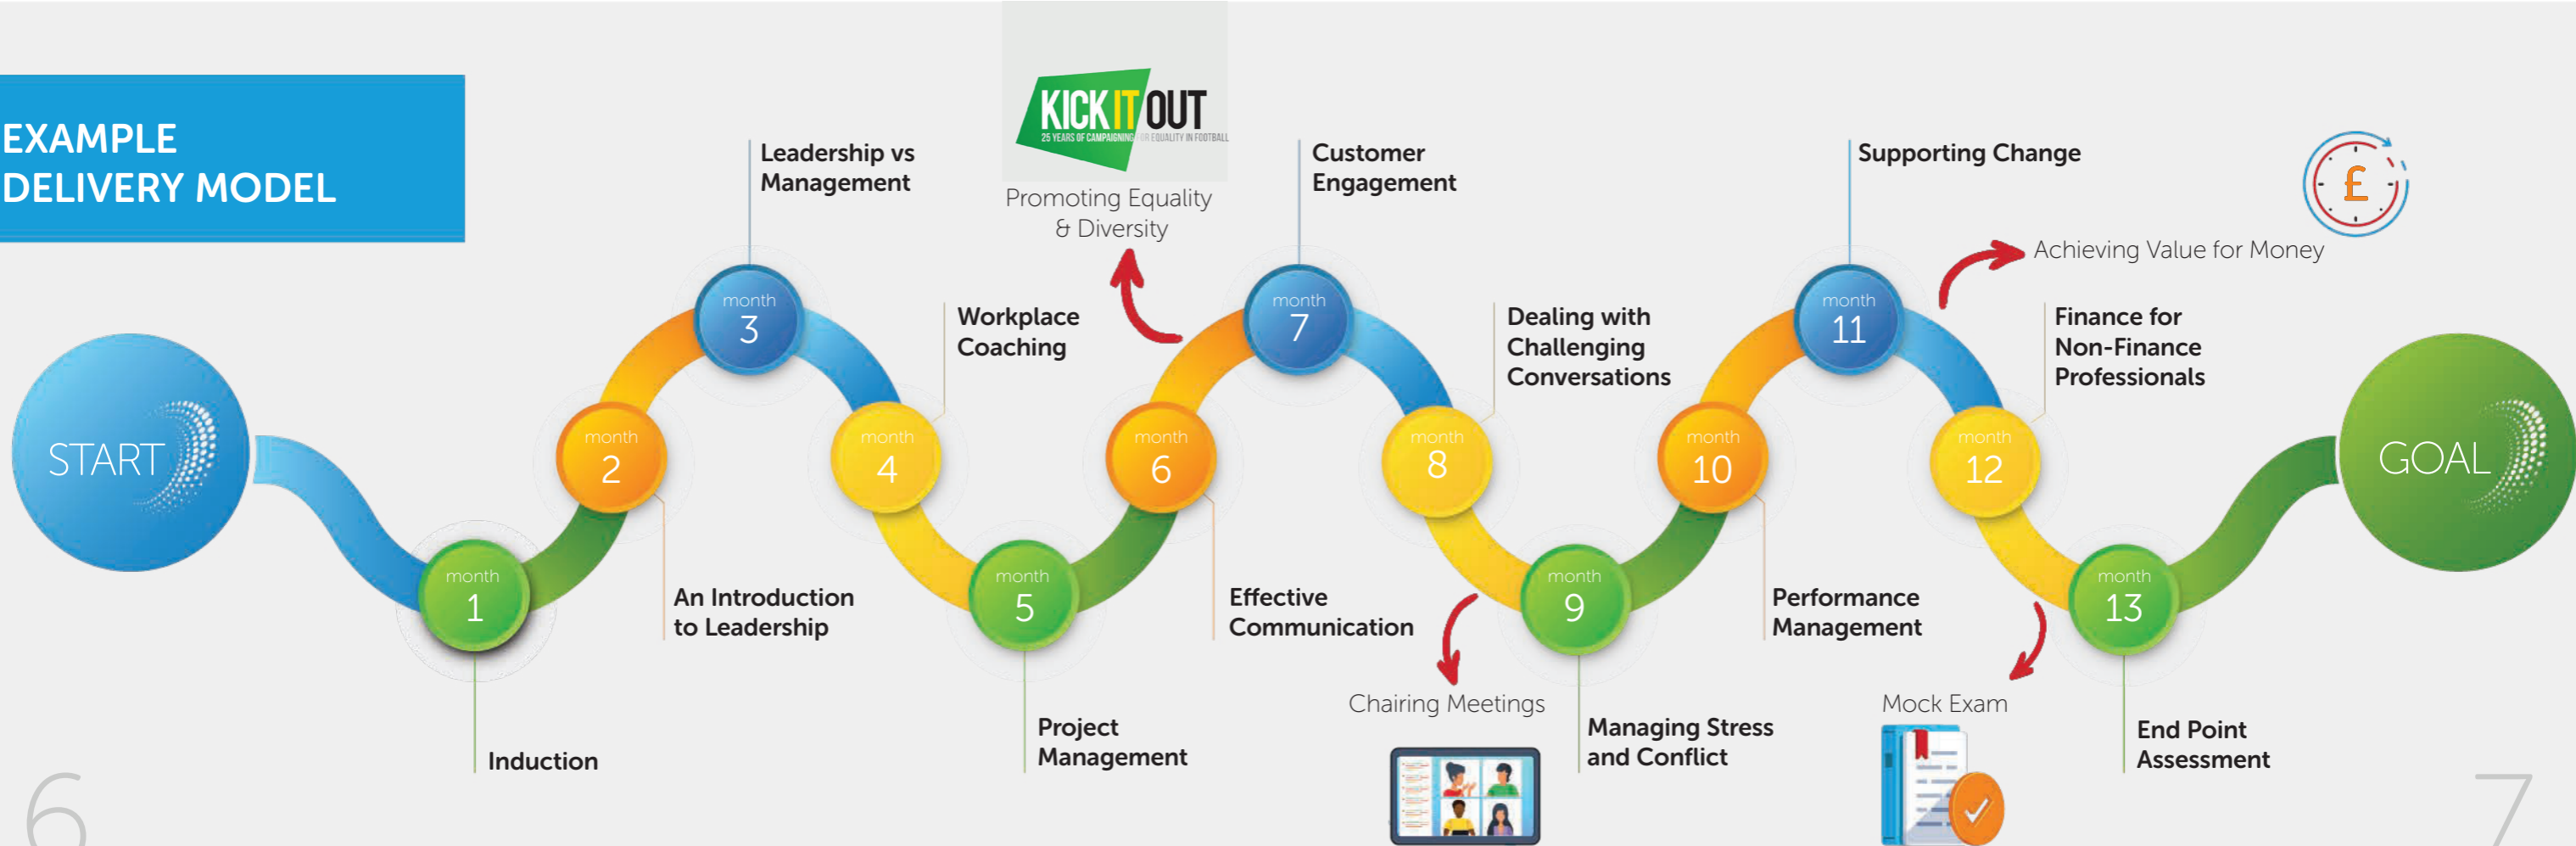 EXAMPLE
DELIVERY MODEL
START
month
1
Induction
month
2
An Introduction
to Leadership
month
3
Leadership vs
Management
month
4
Workplace
Coaching
month
5
Project
Management
month
6
Effective
Communication
KICK IT OUT
25 YEARS OF CAMPAIGNING FOR EQUALITY IN FOOTBALL
Promoting Equality
& Diversity
month
7
Customer
Engagement
month
8
Dealing with
Challenging
Conversations
Chairing Meetings
month
9
Managing Stress
and Conflict
month
10
Performance
Management
month
11
Supporting Change
£
Achieving Value for Money
month
12
Finance for
Non-Finance
Professionals
Mock Exam
month
13
End Point
Assessment
GOAL
6
7